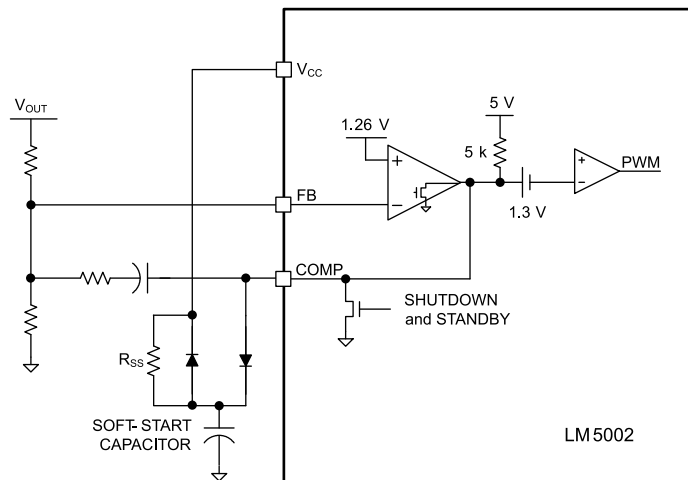 V_CC
V_OUT
5 V
1.26 V
5 k
+
+
PWM
FB
−
−
1.3 V
COMP
SHUTDOWN
and STANDBY
R_SS
SOFT-START
CAPACITOR
LM5002